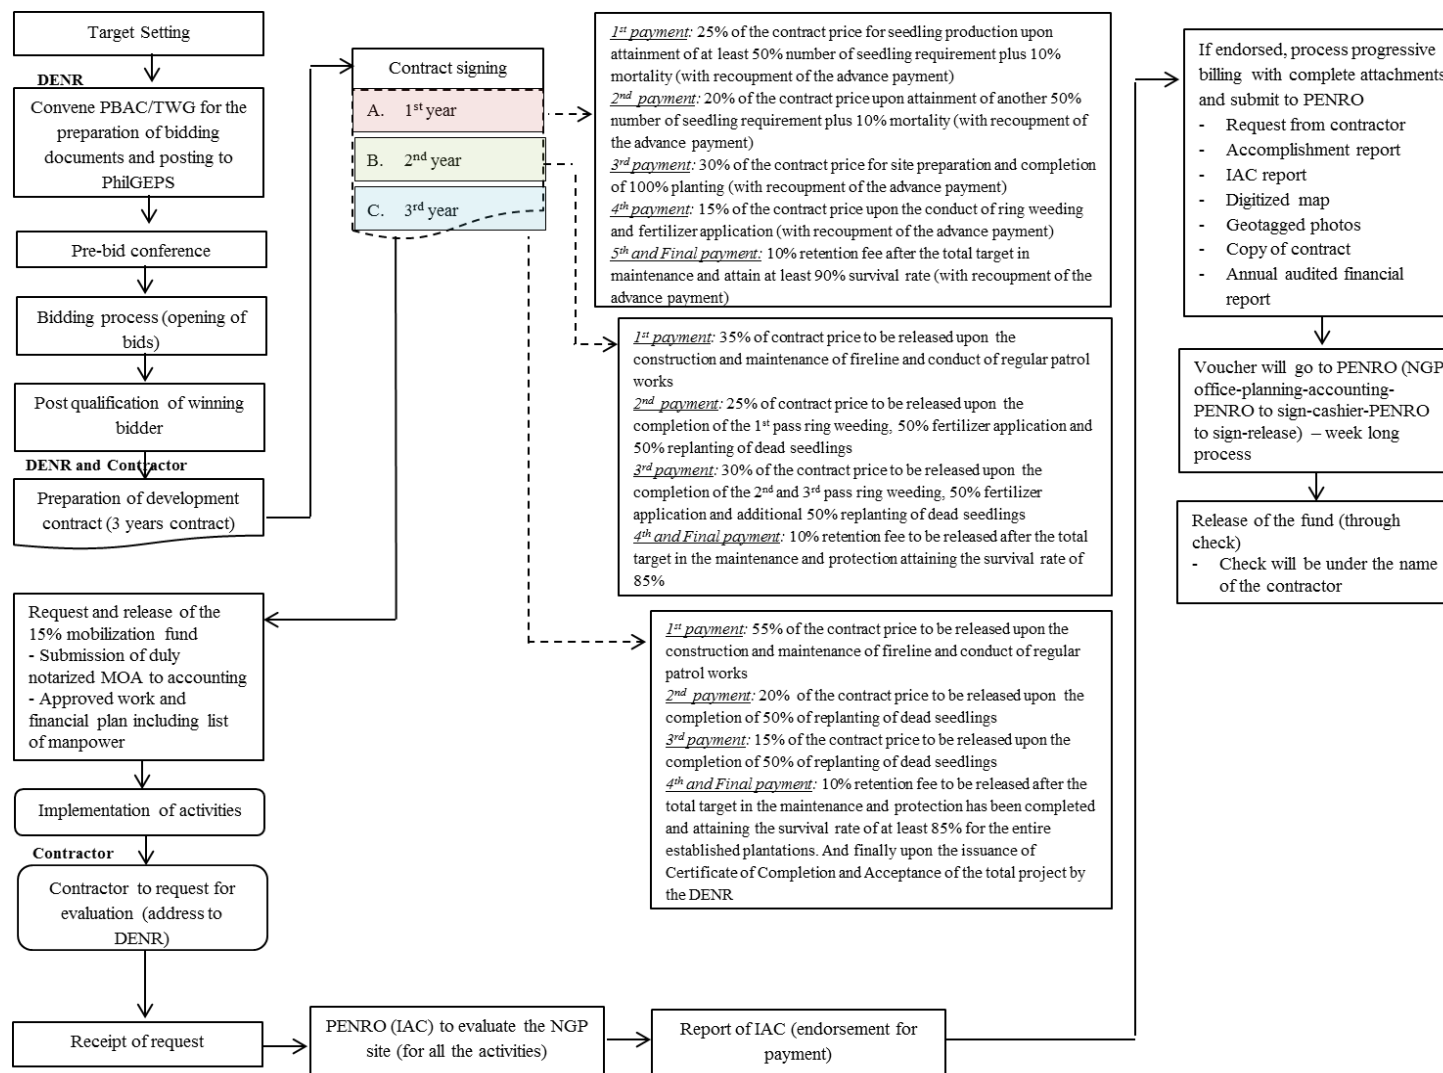 Target Setting
DENR
Convene PBAC/TWG for the
preparation of bidding
documents and posting to
PhilGEPS
Pre-bid conference
Bidding process (opening of
bids)
Post qualification of winning
bidder
DENR and Contractor
Preparation of development
contract (3 years contract)
Contract signing
A. 1st year
B. 2nd year
C. 3rd year
1st payment: 25% of the contract price for seedling production upon
attainment of at least 50% number of seedling requirement plus 10%
mortality (with recoupment of the advance payment)
2nd payment: 20% of the contract price upon attainment of another 50%
number of seedling requirement plus 10% mortality (with recoupment of
the advance payment)
3rd payment: 30% of the contract price for site preparation and completion
of 100% planting (with recoupment of the advance payment)
4th payment: 15% of the contract price upon the conduct of ring weeding
and fertilizer application (with recoupment of the advance payment)
5th and Final payment: 10% retention fee after the total target in
maintenance and attain at least 90% survival rate (with recoupment of the
advance payment)
1st payment: 35% of contract price to be released upon the
construction and maintenance of fireline and conduct of regular patrol
works
2nd payment: 25% of contract price to be released upon the
completion of the 1st pass ring weeding, 50% fertilizer application and
50% replanting of dead seedlings
3rd payment: 30% of the contract price to be released upon the
completion of the 2nd and 3rd pass ring weeding, 50% fertilizer
application and additional 50% replanting of dead seedlings
4th and Final payment: 10% retention fee to be released after the total
target in the maintenance and protection attaining the survival rate of
85%
1st payment: 55% of the contract price to be released upon the
construction and maintenance of fireline and conduct of regular
patrol works
2nd payment: 20% of the contract price to be released upon the
completion of 50% of replanting of dead seedlings
3rd payment: 15% of the contract price to be released upon the
completion of 50% of replanting of dead seedlings
4th and Final payment: 10% retention fee to be released after the
total target in the maintenance and protection has been completed
and attaining the survival rate of at least 85% for the entire
established plantations. And finally upon the issuance of
Certificate of Completion and Acceptance of the total project by
the DENR
Request and release of the
15% mobilization fund
- Submission of duly
notarized MOA to accounting
- Approved work and
financial plan including list
of manpower
Implementation of activities
Contractor
Contractor to request for
evaluation (address to
DENR)
Receipt of request
PENRO (IAC) to evaluate the NGP
site (for all the activities)
Report of IAC (endorsement for
payment)
If endorsed, process progressive
billing with complete attachments
and submit to PENRO
- Request from contractor
- Accomplishment report
- IAC report
- Digitized map
- Geotagged photos
- Copy of contract
- Annual audited financial
report
Voucher will go to PENRO (NGP
office-planning-accounting-
PENRO to sign-cashier-PENRO
to sign-release) – week long
process
Release of the fund (through
check)
- Check will be under the name
of the contractor